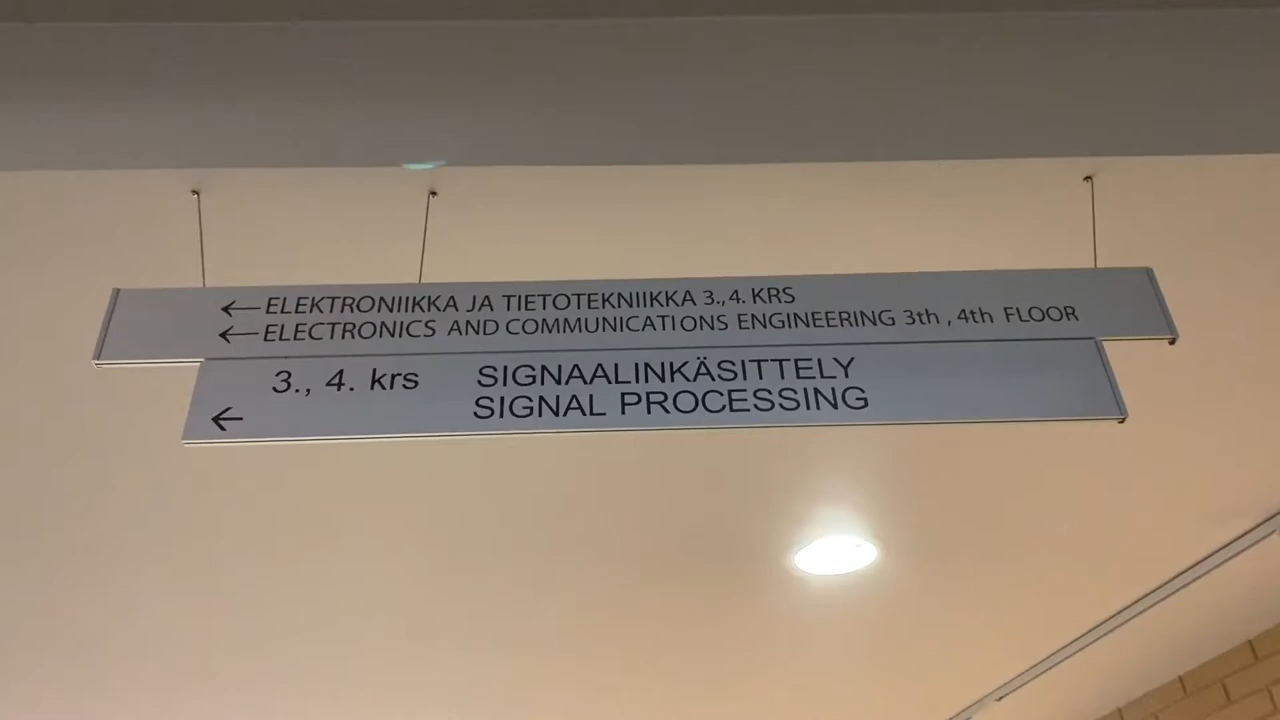 ← ELEKTRONIIKKA JA TIETOTEKNIIKKA 3.,4. KRS
← ELECTRONICS AND COMMUNICATIONS ENGINEERING 3th , 4th FLOOR
3., 4. krs SIGNAALINKÄSITTELY
← SIGNAL PROCESSING